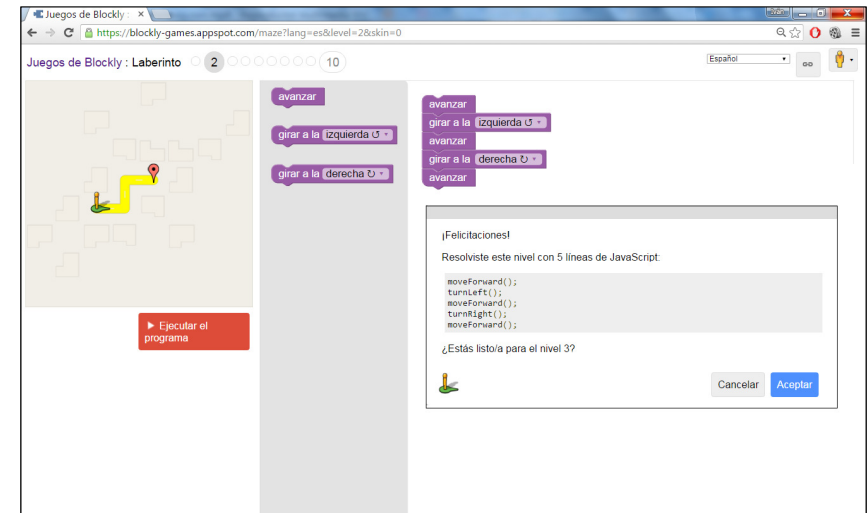 Juegos de Blockly :
https://blockly-games.appspot.com/maze?lang=es&level=2&skin=0
Juegos de Blockly : Laberinto 2 10
Español
avanzar
girar a la izquierda ↺
girar a la derecha ↻
avanzar
girar a la izquierda ↺
avanzar
girar a la derecha ↻
avanzar
Ejecutar el
programa
¡Felicitaciones!
Resolviste este nivel con 5 líneas de JavaScript:
moveForward();
turnLeft();
moveForward();
turnRight();
moveForward();
¿Estás listo/a para el nivel 3?
Cancelar Aceptar